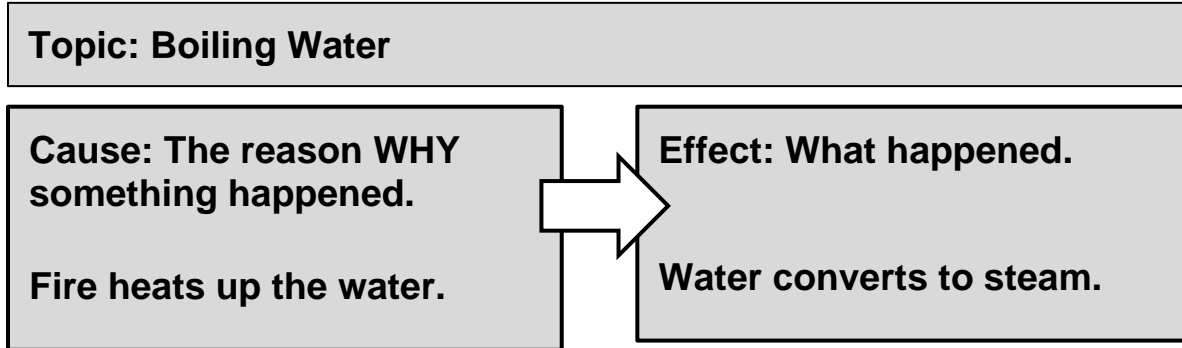 Topic: Boiling Water
Cause: The reason WHY
something happened.
Fire heats up the water.
Effect: What happened.
Water converts to steam.